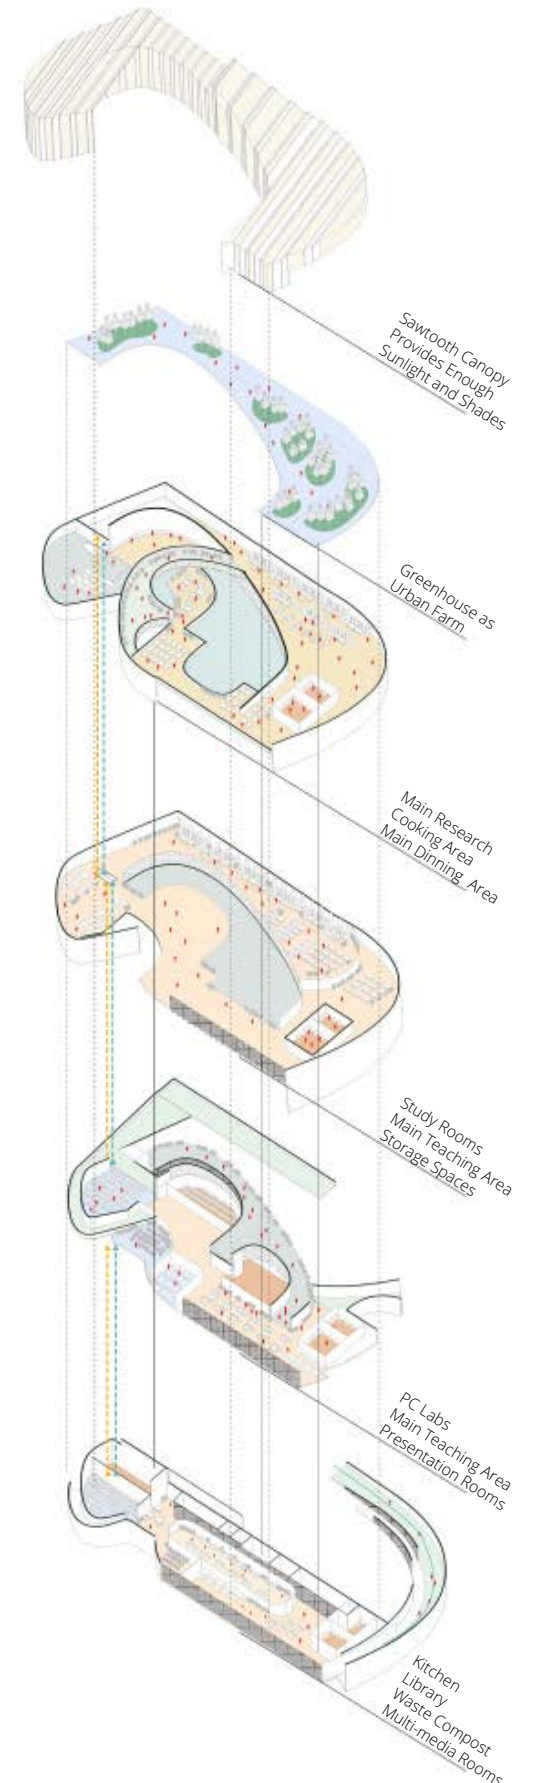 Sawtooth Canopy
Provides Enough
Sunlight and Shades
Greenhouse as
Urban Farm
Main Research
Cooking Area
Main Dinning Area
Study Rooms
Main Teaching Area
Storage Spaces
PC Labs
Main Teaching Area
Presentation Rooms
Kitchen
Library
Waste Compost
Multi-media Rooms